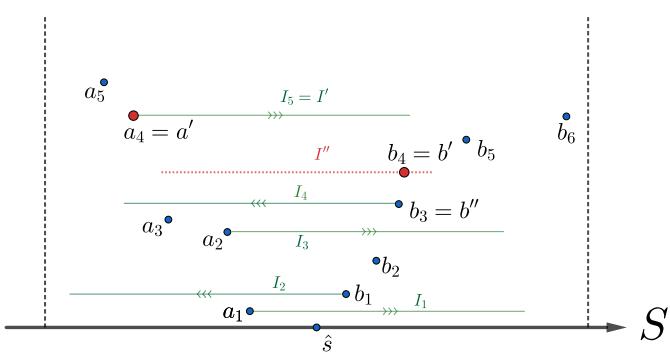 a₅
I₅ = I′
a₄ = a′
b₆
I″
b₄ = b′
b₅
I₄
b₃ = b″
a₃
a₂
I₃
b₂
I₂
b₁
I₁
a₁
S
ŝ